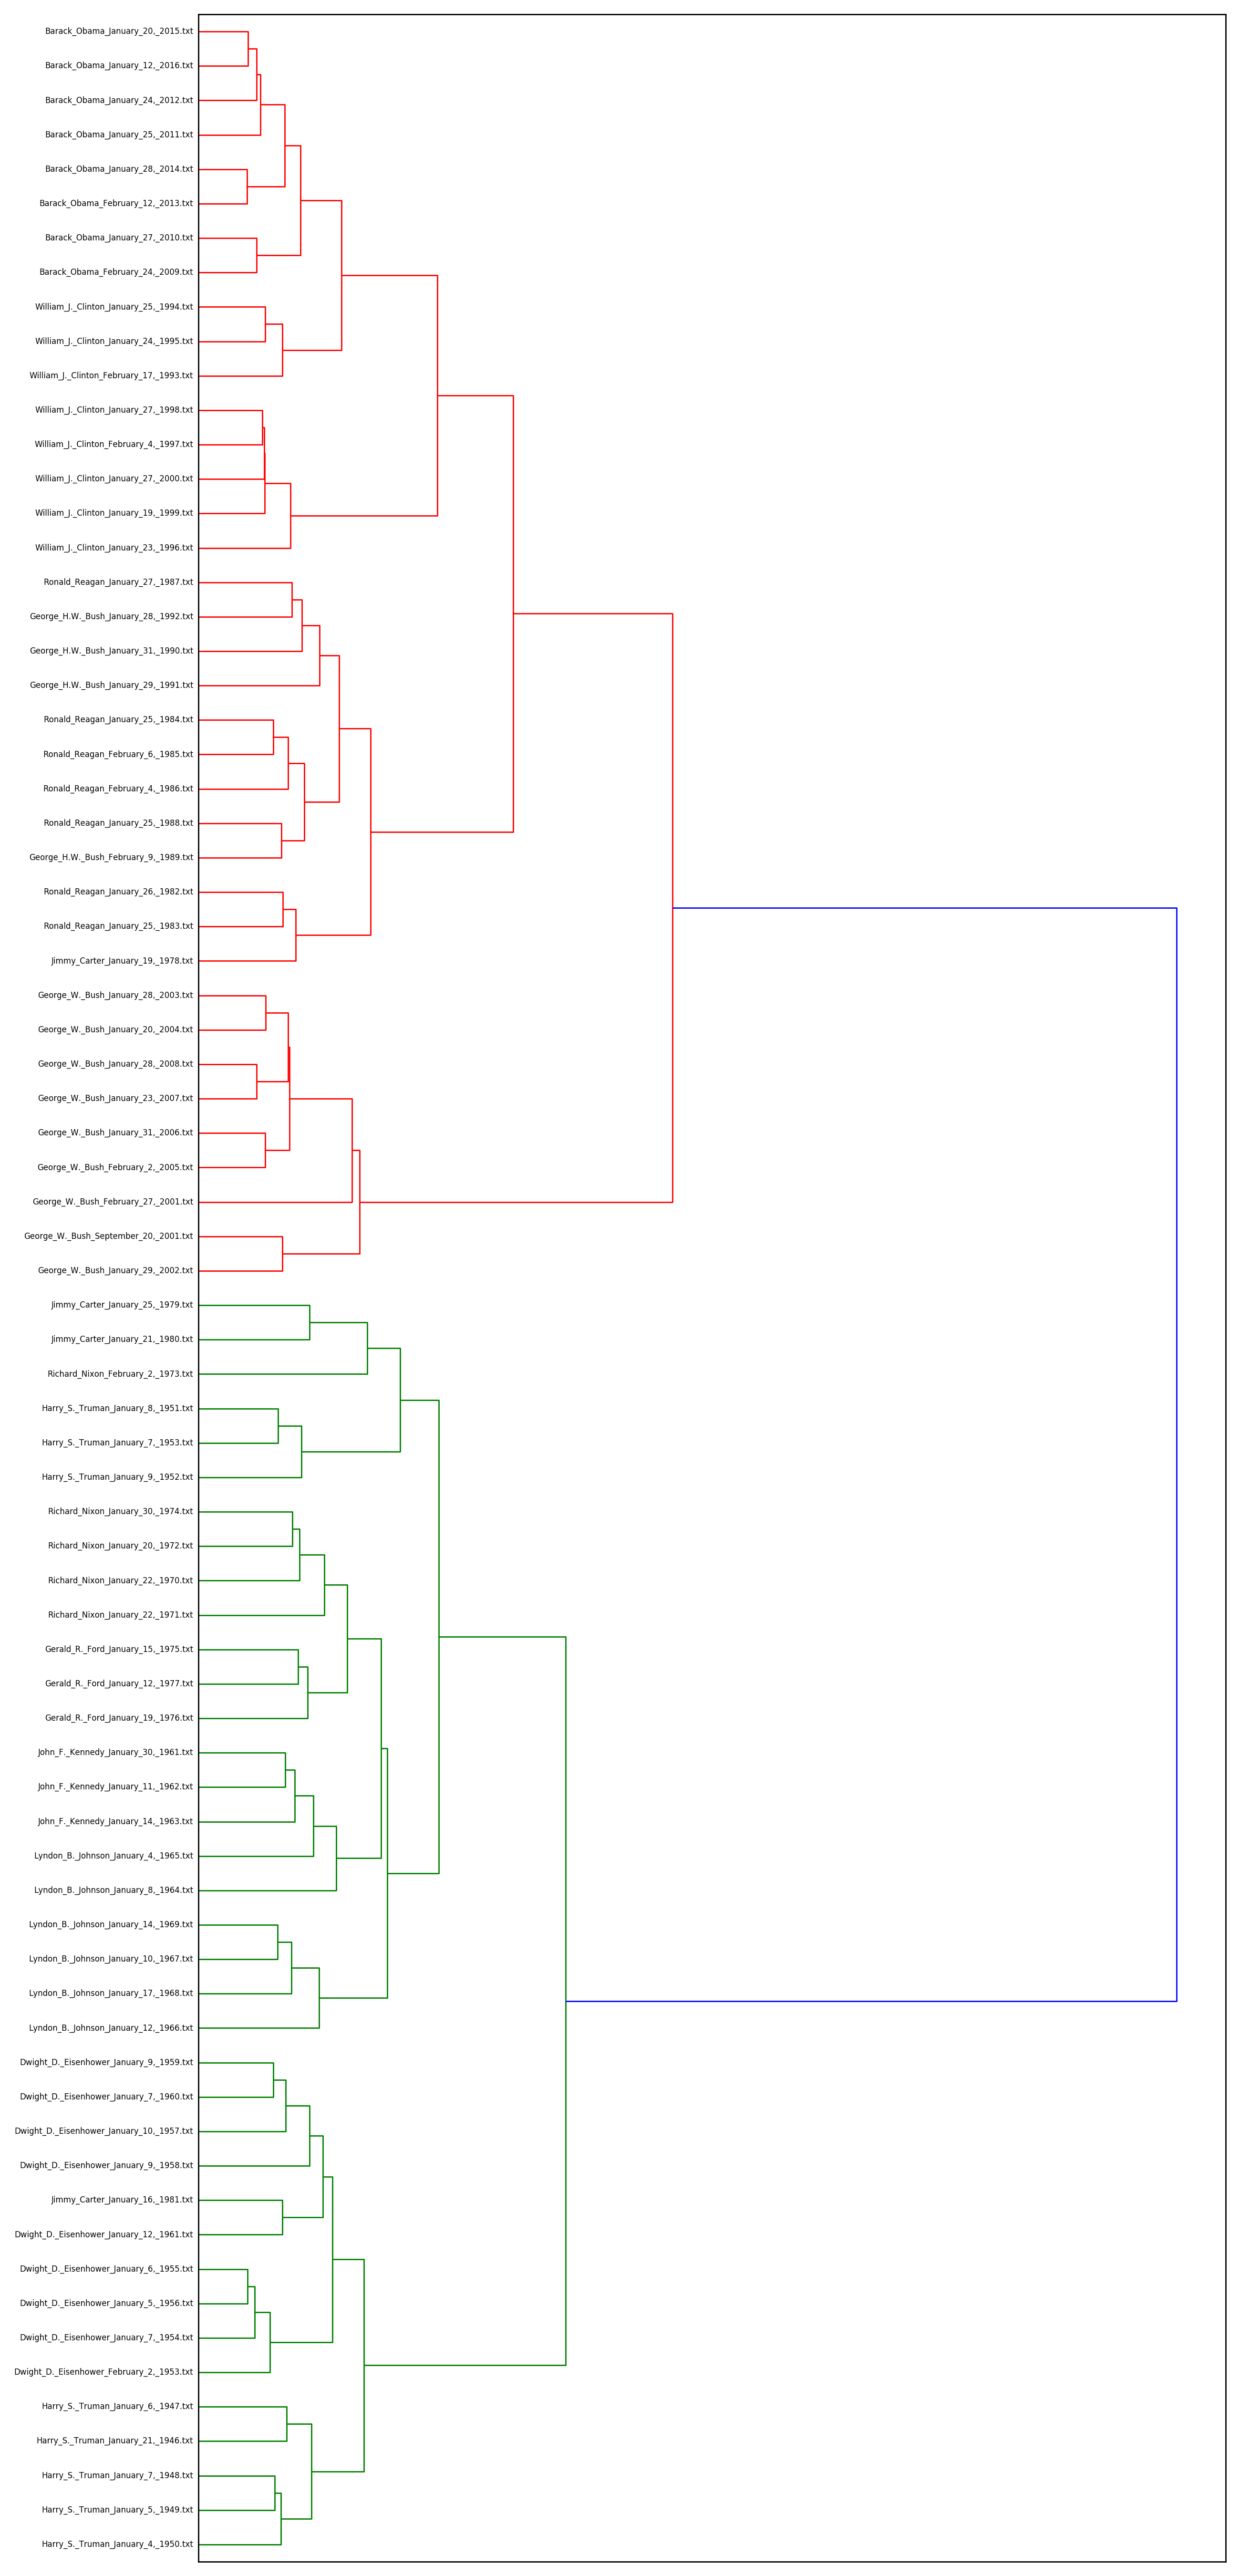 Barack_Obama_January_20,_2015.txt
Barack_Obama_January_12,_2016.txt
Barack_Obama_January_24,_2012.txt
Barack_Obama_January_25,_2011.txt
Barack_Obama_January_28,_2014.txt
Barack_Obama_February_12,_2013.txt
Barack_Obama_January_27,_2010.txt
Barack_Obama_February_24,_2009.txt
William_J._Clinton_January_25,_1994.txt
William_J._Clinton_January_24,_1995.txt
William_J._Clinton_February_17,_1993.txt
William_J._Clinton_January_27,_1998.txt
William_J._Clinton_February_4,_1997.txt
William_J._Clinton_January_27,_2000.txt
William_J._Clinton_January_19,_1999.txt
William_J._Clinton_January_23,_1996.txt
Ronald_Reagan_January_27,_1987.txt
George_H.W._Bush_January_28,_1992.txt
George_H.W._Bush_January_31,_1990.txt
George_H.W._Bush_January_29,_1991.txt
Ronald_Reagan_January_25,_1984.txt
Ronald_Reagan_February_6,_1985.txt
Ronald_Reagan_February_4,_1986.txt
Ronald_Reagan_January_25,_1988.txt
George_H.W._Bush_February_9,_1989.txt
Ronald_Reagan_January_26,_1982.txt
Ronald_Reagan_January_25,_1983.txt
Jimmy_Carter_January_19,_1978.txt
George_W._Bush_January_28,_2003.txt
George_W._Bush_January_20,_2004.txt
George_W._Bush_January_28,_2008.txt
George_W._Bush_January_23,_2007.txt
George_W._Bush_January_31,_2006.txt
George_W._Bush_February_2,_2005.txt
George_W._Bush_February_27,_2001.txt
George_W._Bush_September_20,_2001.txt
George_W._Bush_January_29,_2002.txt
Jimmy_Carter_January_25,_1979.txt
Jimmy_Carter_January_21,_1980.txt
Richard_Nixon_February_2,_1973.txt
Harry_S._Truman_January_8,_1951.txt
Harry_S._Truman_January_7,_1953.txt
Harry_S._Truman_January_9,_1952.txt
Richard_Nixon_January_30,_1974.txt
Richard_Nixon_January_20,_1972.txt
Richard_Nixon_January_22,_1970.txt
Richard_Nixon_January_22,_1971.txt
Gerald_R._Ford_January_15,_1975.txt
Gerald_R._Ford_January_12,_1977.txt
Gerald_R._Ford_January_19,_1976.txt
John_F._Kennedy_January_30,_1961.txt
John_F._Kennedy_January_11,_1962.txt
John_F._Kennedy_January_14,_1963.txt
Lyndon_B._Johnson_January_4,_1965.txt
Lyndon_B._Johnson_January_8,_1964.txt
Lyndon_B._Johnson_January_14,_1969.txt
Lyndon_B._Johnson_January_10,_1967.txt
Lyndon_B._Johnson_January_17,_1968.txt
Lyndon_B._Johnson_January_12,_1966.txt
Dwight_D._Eisenhower_January_9,_1959.txt
Dwight_D._Eisenhower_January_7,_1960.txt
Dwight_D._Eisenhower_January_10,_1957.txt
Dwight_D._Eisenhower_January_9,_1958.txt
Jimmy_Carter_January_16,_1981.txt
Dwight_D._Eisenhower_January_12,_1961.txt
Dwight_D._Eisenhower_January_6,_1955.txt
Dwight_D._Eisenhower_January_5,_1956.txt
Dwight_D._Eisenhower_January_7,_1954.txt
Dwight_D._Eisenhower_February_2,_1953.txt
Harry_S._Truman_January_6,_1947.txt
Harry_S._Truman_January_21,_1946.txt
Harry_S._Truman_January_7,_1948.txt
Harry_S._Truman_January_5,_1949.txt
Harry_S._Truman_January_4,_1950.txt